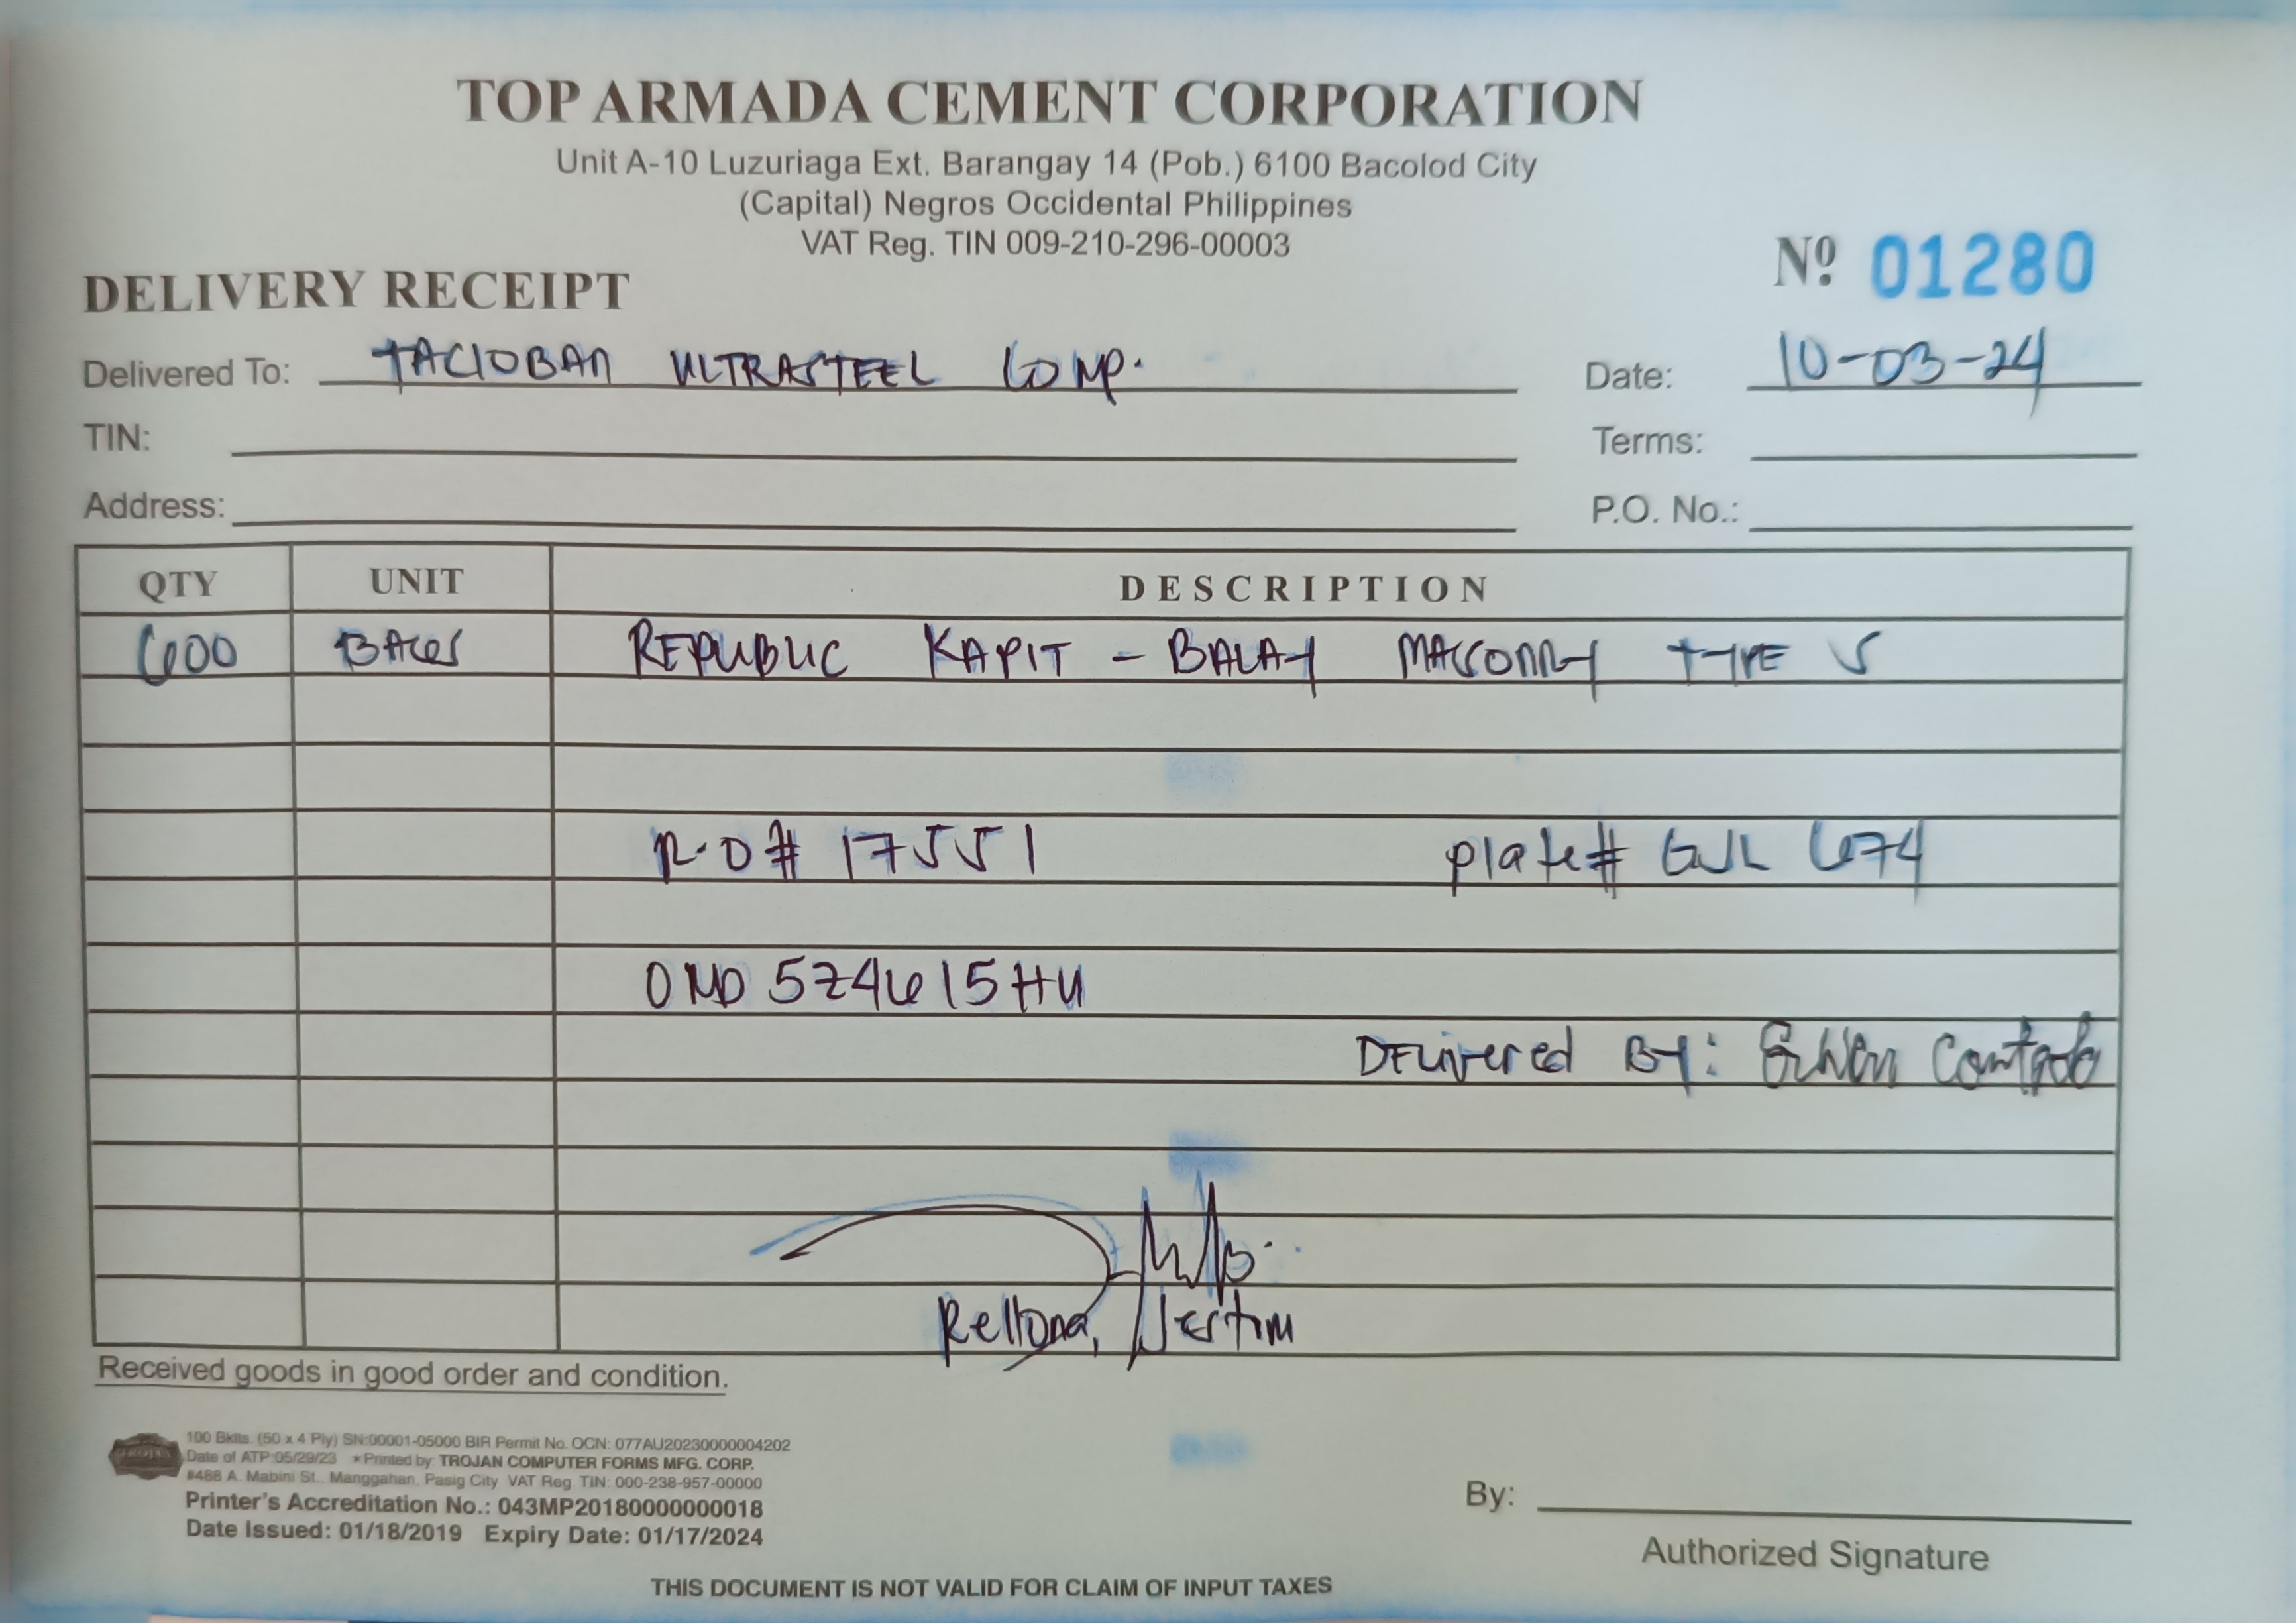 TOP ARMADA CEMENT CORPORATION
Unit A-10 Luzuriaga Ext. Barangay 14 (Pob.) 6100 Bacolod City
(Capital) Negros Occidental Philippines
VAT Reg. TIN 009-210-296-00003
Nº 01280
DELIVERY RECEIPT
Delivered To: TACLOBAN ULTRASTEEL CORP. Date: 10-03-24
TIN: Terms:
Address: P.O. No.:
QTY UNIT DESCRIPTION
600 BAGS REPUBLIC KAPIT-BALAY MASONRY TYPE S
R.O# 17551 plate# GJL 674
OND 5Z4615HU
DELivered By:
Rellona, Jestim
Received goods in good order and condition.
TROJAN
100 Bklts. (50 x 4 Ply) SN:00001-05000 BIR Permit No. OCN: 077AU20230000004202
Date of ATP:05/29/23 *Printed by: TROJAN COMPUTER FORMS MFG. CORP.
#488 A. Mabini St., Manggahan, Pasig City VAT Reg. TIN: 000-238-957-00000
Printer's Accreditation No.: 043MP20180000000018
Date Issued: 01/18/2019 Expiry Date: 01/17/2024
By:
Authorized Signature
THIS DOCUMENT IS NOT VALID FOR CLAIM OF INPUT TAXES